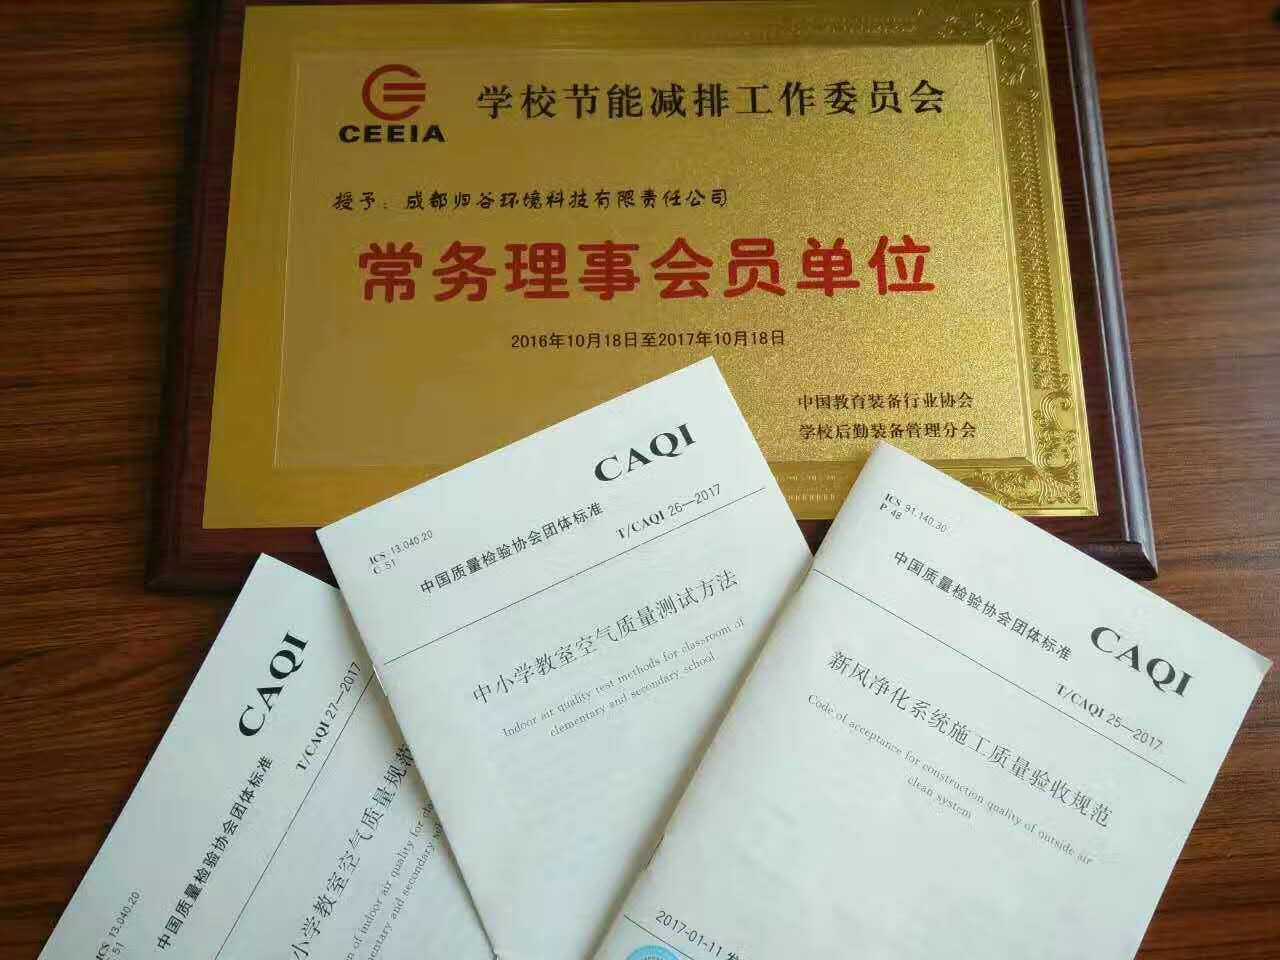 CEEIA
学校节能减排工作委员会
授予：成都归谷环境科技有限责任公司
常务理事会员单位
2016年10月18日至2017年10月18日
中国教育装备行业协会
学校后勤装备管理分会
ICS 13.040.20
C 51
CAQI
中国质量检验协会团体标准
T/CAQI 26—2017
中小学教室空气质量测试方法
Indoor air quality test methods for classroom of
elementary and secondary school
ICS 91.140.30
P 48
CAQI
中国质量检验协会团体标准
T/CAQI 25—2017
新风净化系统施工质量验收规范
Code of acceptance for construction quality of outside air
clean system
2017-01-11 发
ICS 13.040.20
51
CAQI
中国质量检验协会团体标准
T/CAQI 27—2017
小学教室空气质量规范
n of indoor air quality for
mentary and secondary